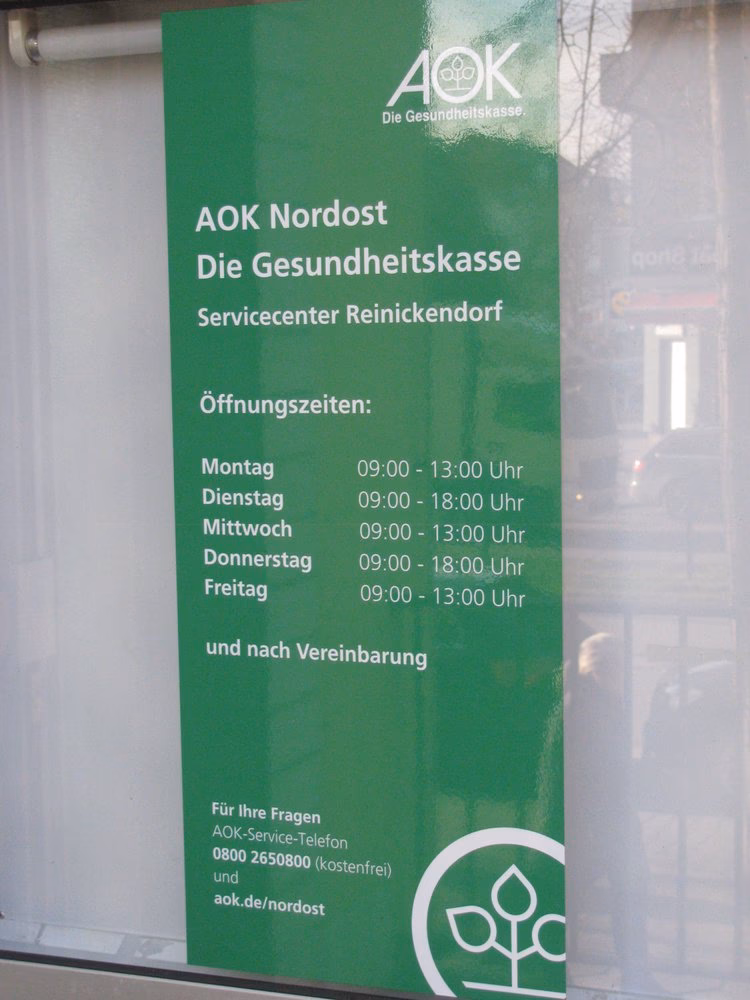 AOK
Die Gesundheitskasse.
AOK Nordost
Die Gesundheitskasse
Servicecenter Reinickendorf
Öffnungszeiten:
Montag 09:00 - 13:00 Uhr
Dienstag 09:00 - 18:00 Uhr
Mittwoch 09:00 - 13:00 Uhr
Donnerstag 09:00 - 18:00 Uhr
Freitag 09:00 - 13:00 Uhr
und nach Vereinbarung
Für Ihre Fragen
AOK-Service-Telefon
0800 2650800 (kostenfrei)
und
aok.de/nordost